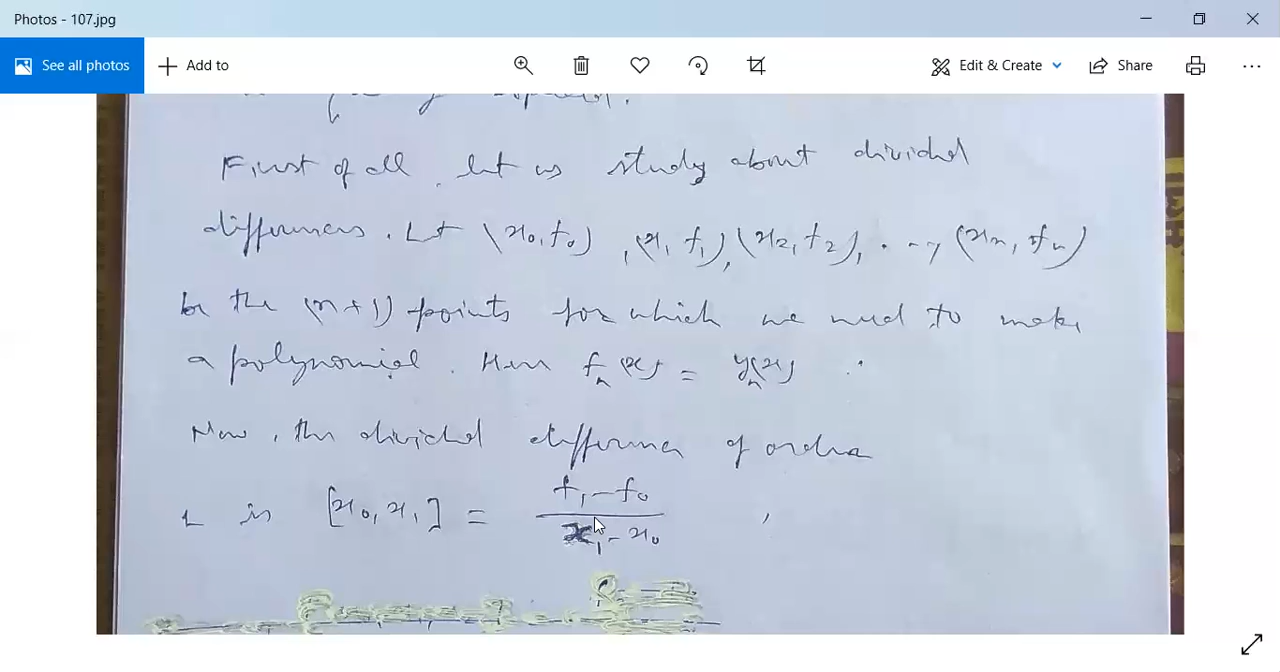 Photos - 107.jpg
See all photos
Add to
Edit & Create
Share
First of all, let us study about divided
differences. Let (x₀, f₀), (x₁, f₁), (x₂, f₂), ..., (xₙ, fₙ)
be the (n+1) points for which we need to make
a polynomial. Here fₙ(x) = yₙ(x).
Now, the divided difference of order
1 is [x₀, x₁] = (f₁ - f₀) / (x₁ - x₀),